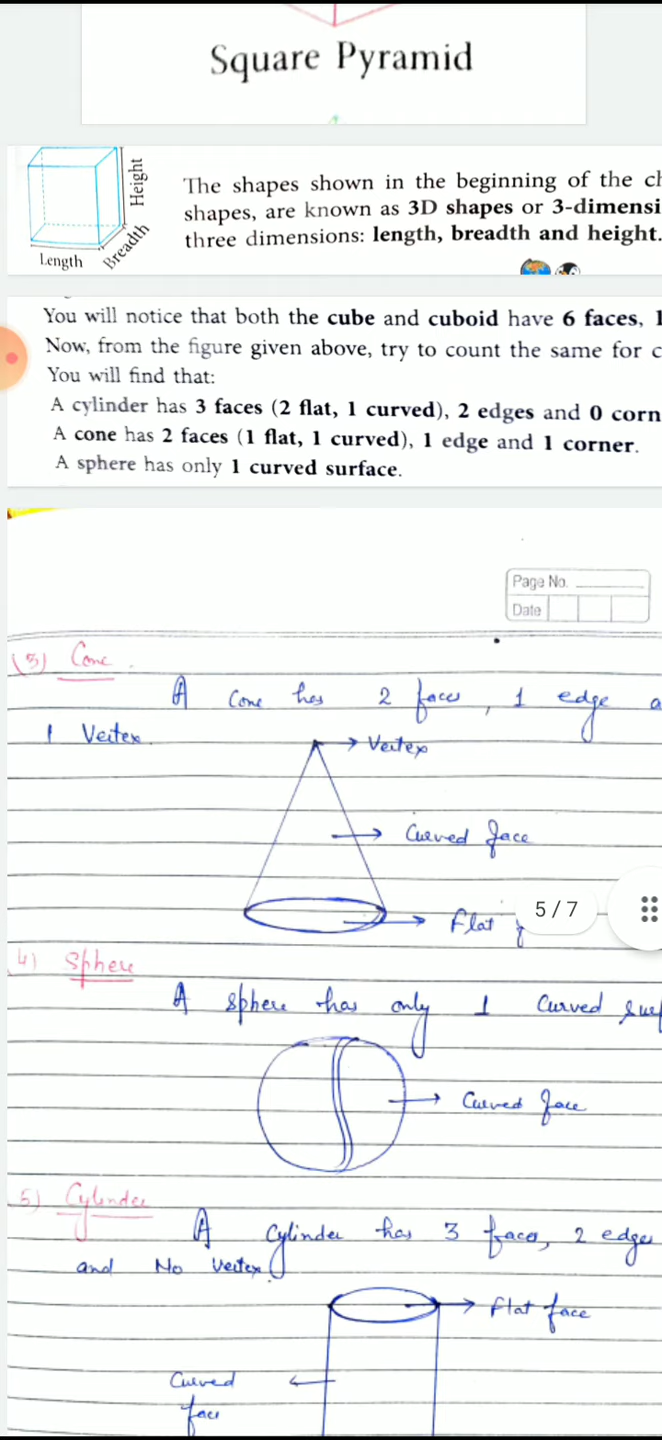 Square Pyramid
Height
Length
Breadth
The shapes shown in the beginning of the
shapes, are known as 3D shapes or
three dimensions: length, breadth and height.
You will notice that both the cube and cuboid have 6 faces,
Now, from the figure given above, try to count the same for
You will find that:
A cylinder has 3 faces (2 flat, 1 curved), 2 edges and 0
A cone has 2 faces (1 flat, 1 curved), 1 edge and 1 corner.
A sphere has only 1 curved surface.
Page No.
Date
(3) Cone.
A Cone has 2 faces, 1 edge
1 Vertex.
Vertex
Curved face
Flat
5 / 7
4) Sphere
A Sphere has only 1 Curved
Curved face
5) Cylinder
A Cylinder has 3 faces, 2 edges
and No Vertex.
Flat face
Curved
face